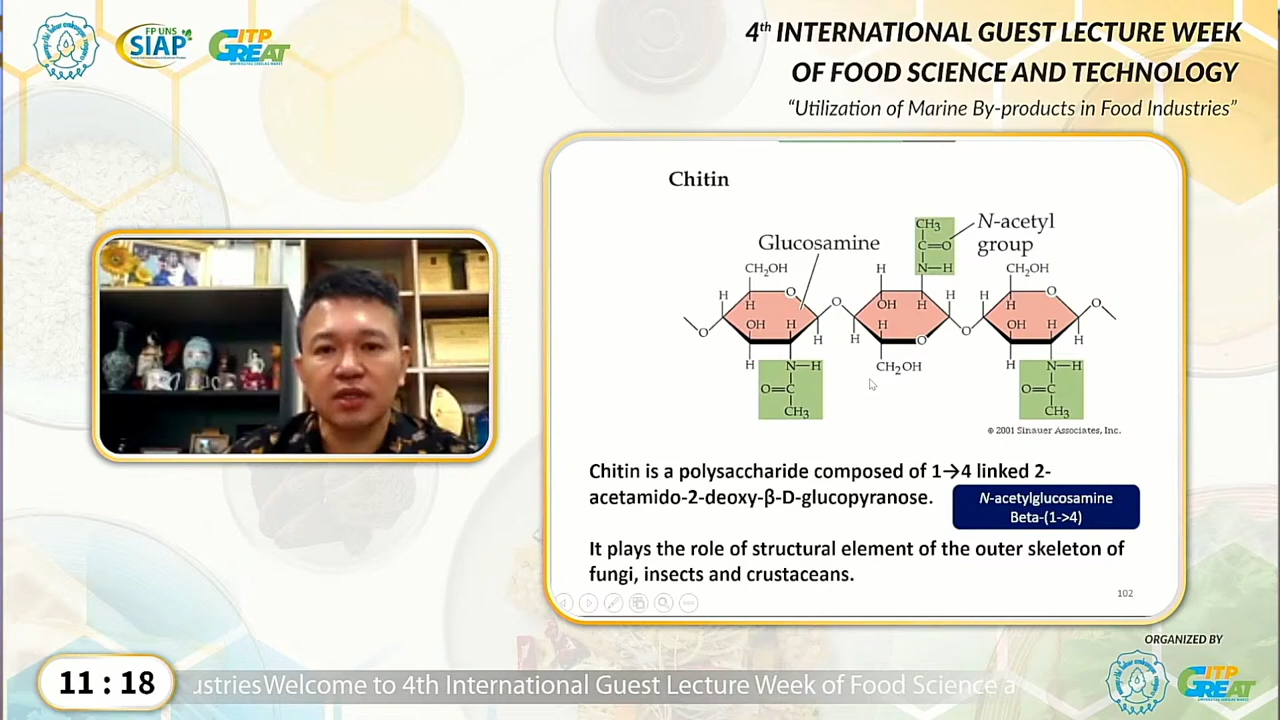 FP UNS
SIAP
ITP
GREAT
4th INTERNATIONAL GUEST LECTURE WEEK
OF FOOD SCIENCE AND TECHNOLOGY
“Utilization of Marine By-products in Food Industries”
Chitin
Glucosamine
N-acetyl
group
CH3
C=O
N—H
CH2OH
H
CH2OH
H
O
H
O
OH
H
H
H
CH2OH
O
H
OH
H
H
H
O
CH2OH
O
H
O
H
H
OH
H
H
O
H
N—H
O=C
CH3
H
N—H
O=C
CH3
© 2001 Sinauer Associates, Inc.
Chitin is a polysaccharide composed of 1→4 linked 2-
acetamido-2-deoxy-β-D-glucopyranose.
N-acetylglucosamine
Beta-(1->4)
It plays the role of structural element of the outer skeleton of
fungi, insects and crustaceans.
102
ORGANIZED BY
11 : 18
ustriesWelcome to 4th International Guest Lecture Week of Food Science a
ITP
GREAT